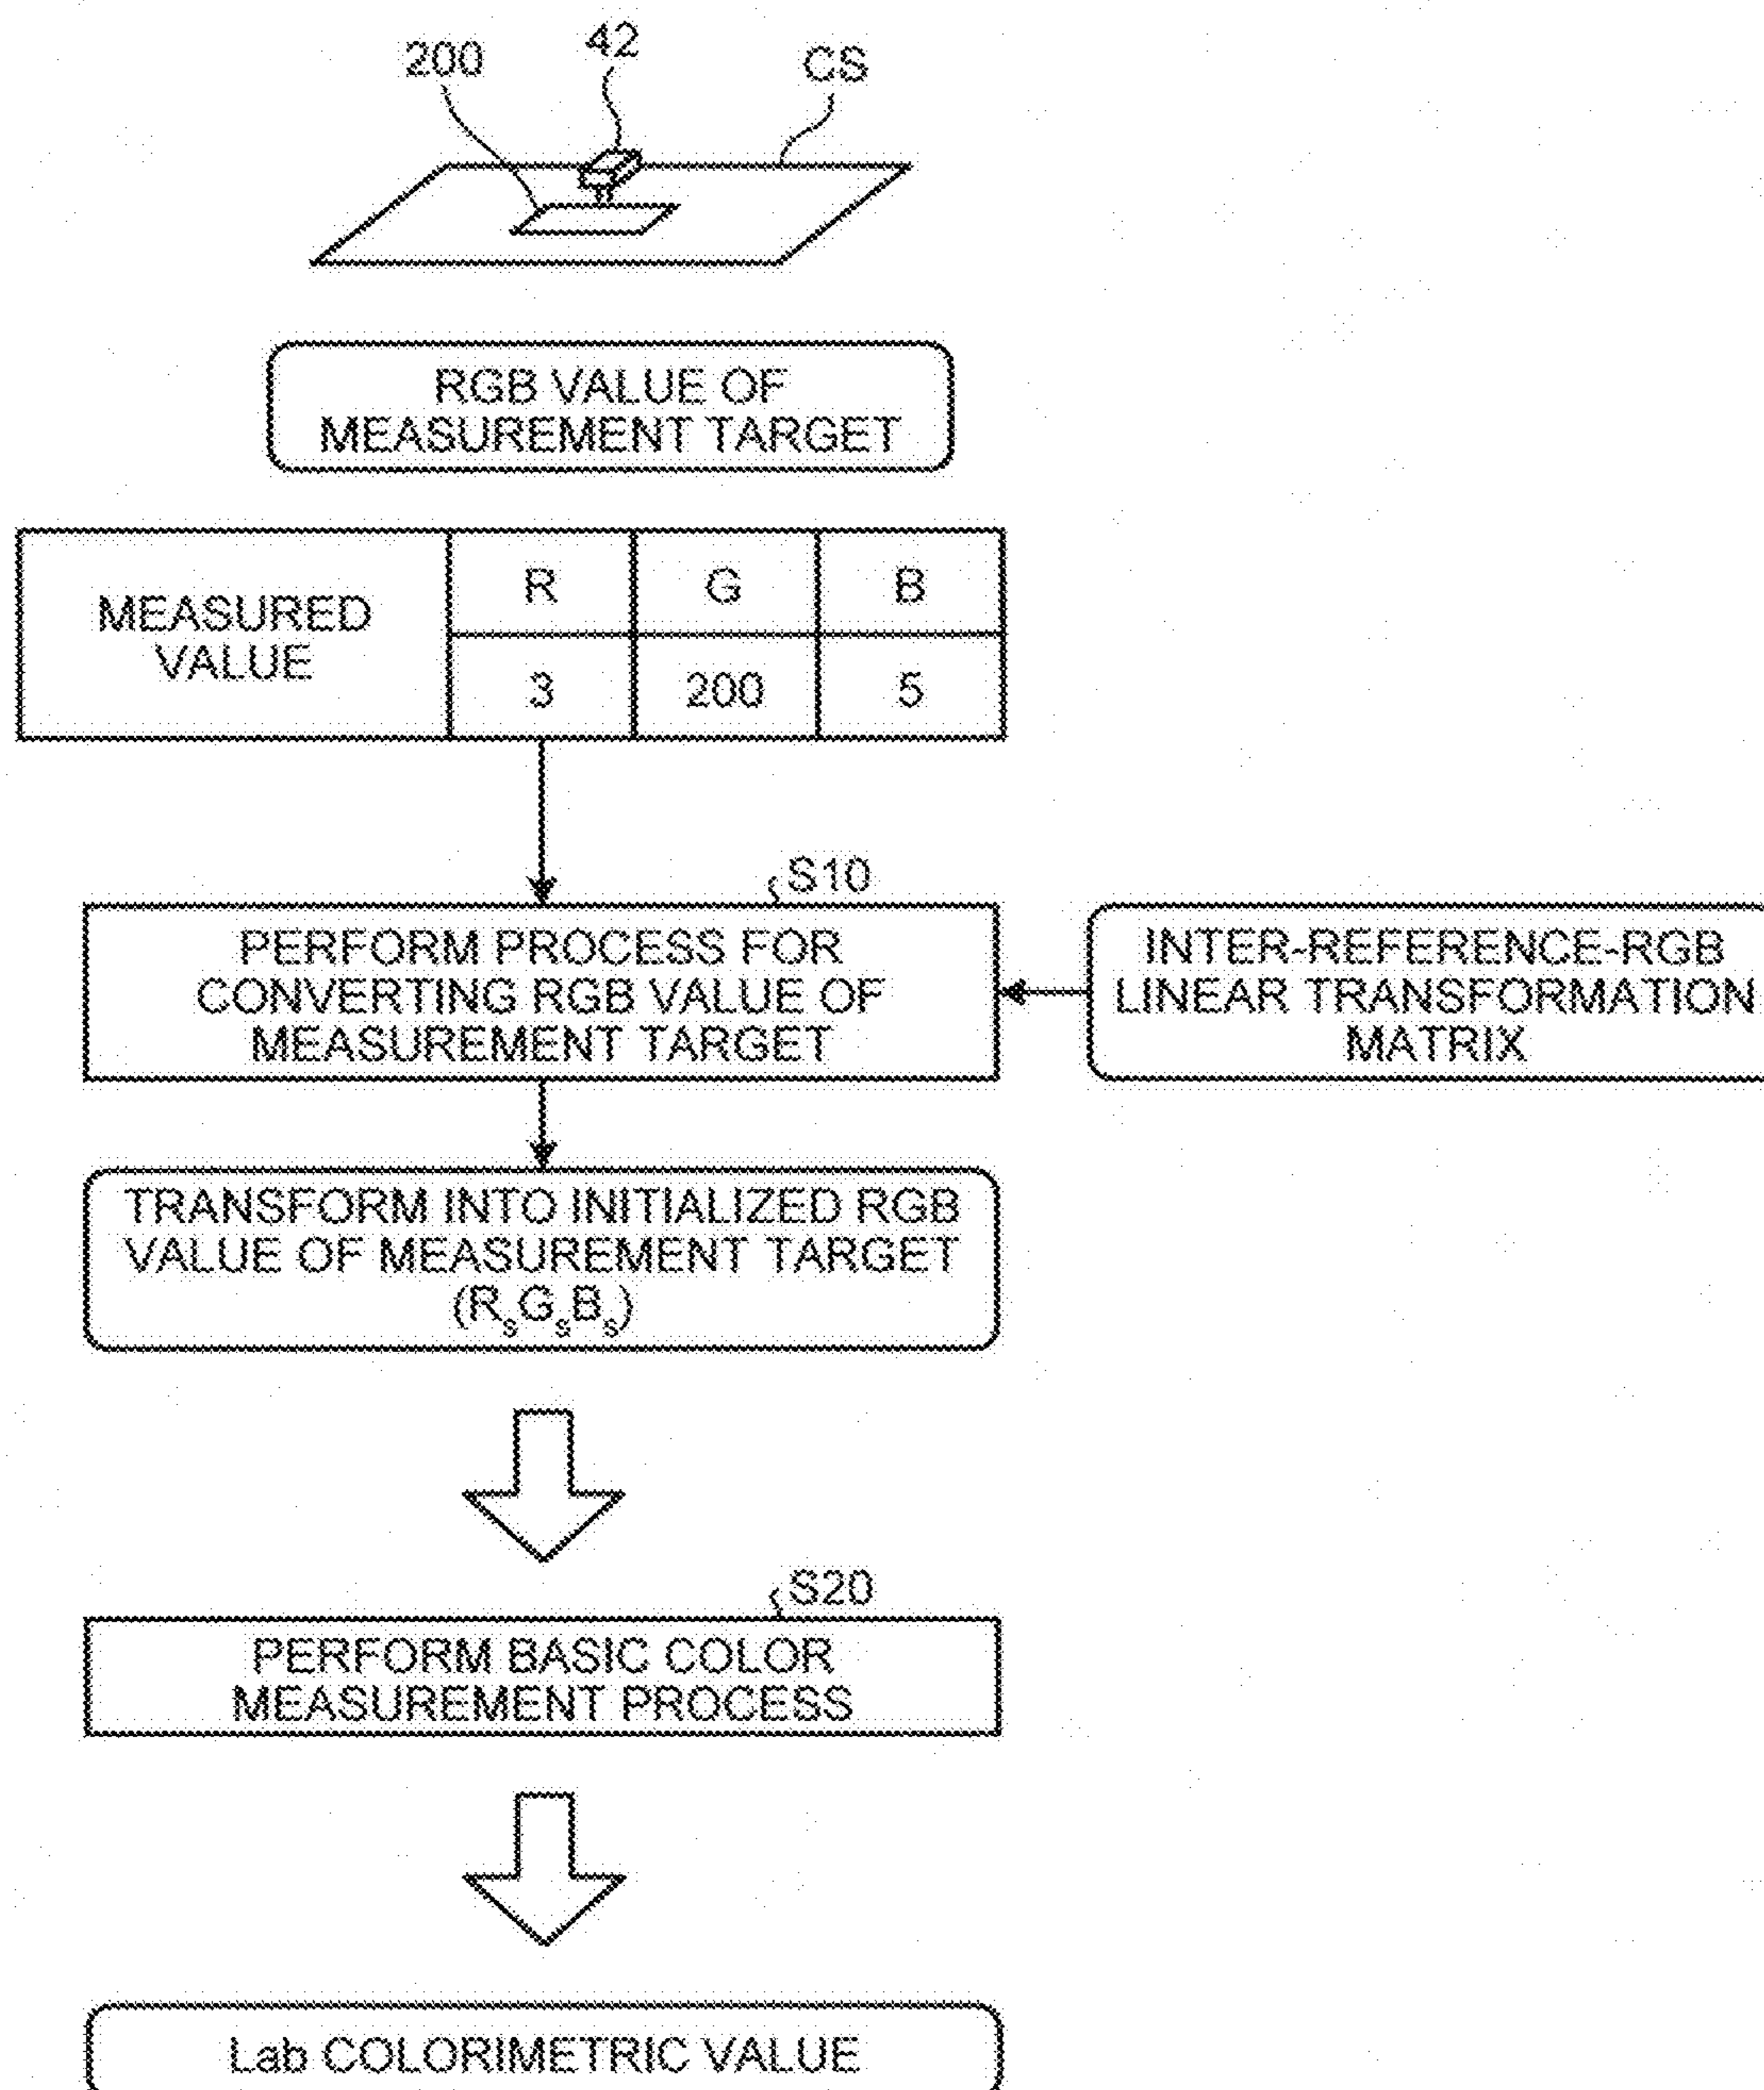 200
42
CS
RGB VALUE OF
MEASUREMENT TARGET
MEASURED
VALUE
R G B
3 200 5
S10
PERFORM PROCESS FOR
CONVERTING RGB VALUE OF
MEASUREMENT TARGET
INTER-REFERENCE-RGB
LINEAR TRANSFORMATION
MATRIX
TRANSFORM INTO INITIALIZED RGB
VALUE OF MEASUREMENT TARGET
(RsGsBs)
S20
PERFORM BASIC COLOR
MEASUREMENT PROCESS
Lab COLORIMETRIC VALUE